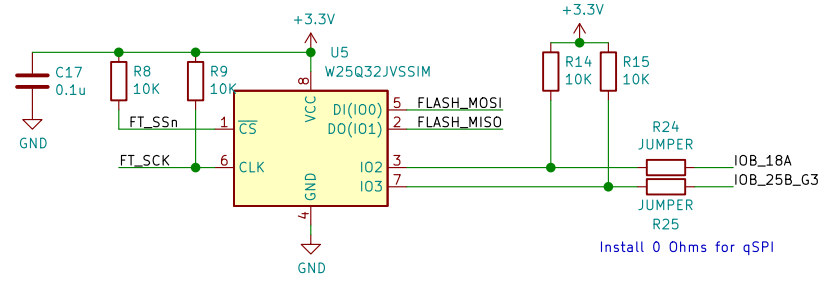 +3.3V
+3.3V
U5
W25Q32JVSSIM
C17
0.1u
R8
10K
R9
10K
R14
10K
R15
10K
8
VCC
DI(IO0)
5
FLASH_MOSI
FT_SSn
1
CS
DO(IO1)
2
FLASH_MISO
R24
JUMPER
GND
FT_SCK
6
CLK
IO2
3
IOB_18A
GND
IO3
7
IOB_25B_G3
4
JUMPER
R25
Install 0 Ohms for qSPI
GND